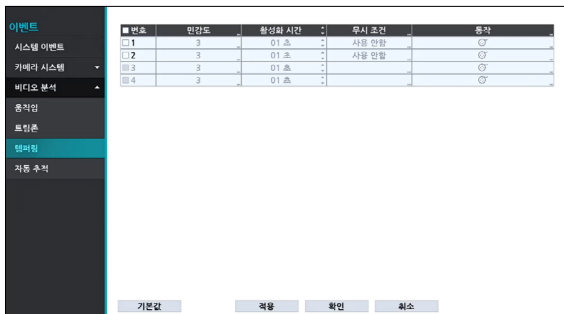 이벤트
시스템 이벤트
카메라 시스템
비디오 분석
움직임
트립존
탬퍼링
자동 추적
번호 민감도 활성화 시간 무시 조건 동작
1 3 01 초 사용 안함
2 3 01 초 사용 안함
3 3 01 초
4 3 01 초
기본값 적용 확인 취소